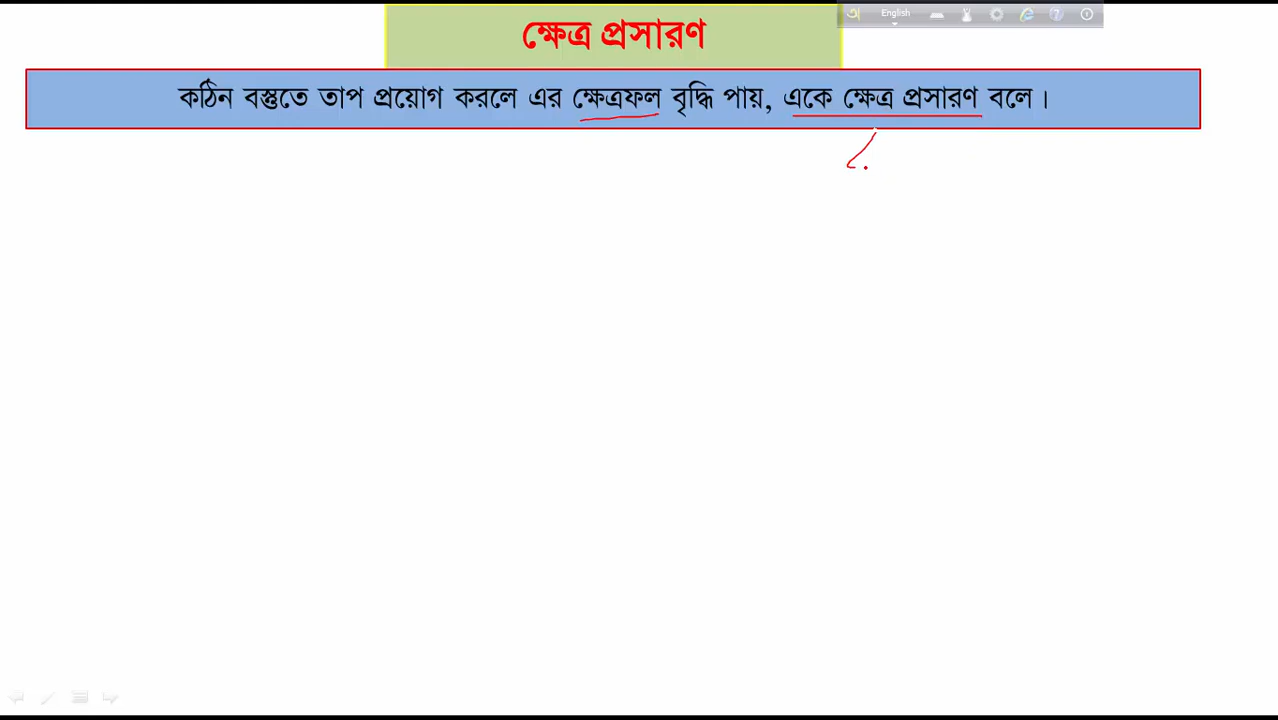 ক্ষেত্র প্রসারণ
English
কঠিন বস্তুতে তাপ প্রয়োগ করলে এর ক্ষেত্রফল বৃদ্ধি পায়, একে ক্ষেত্র প্রসারণ বলে।